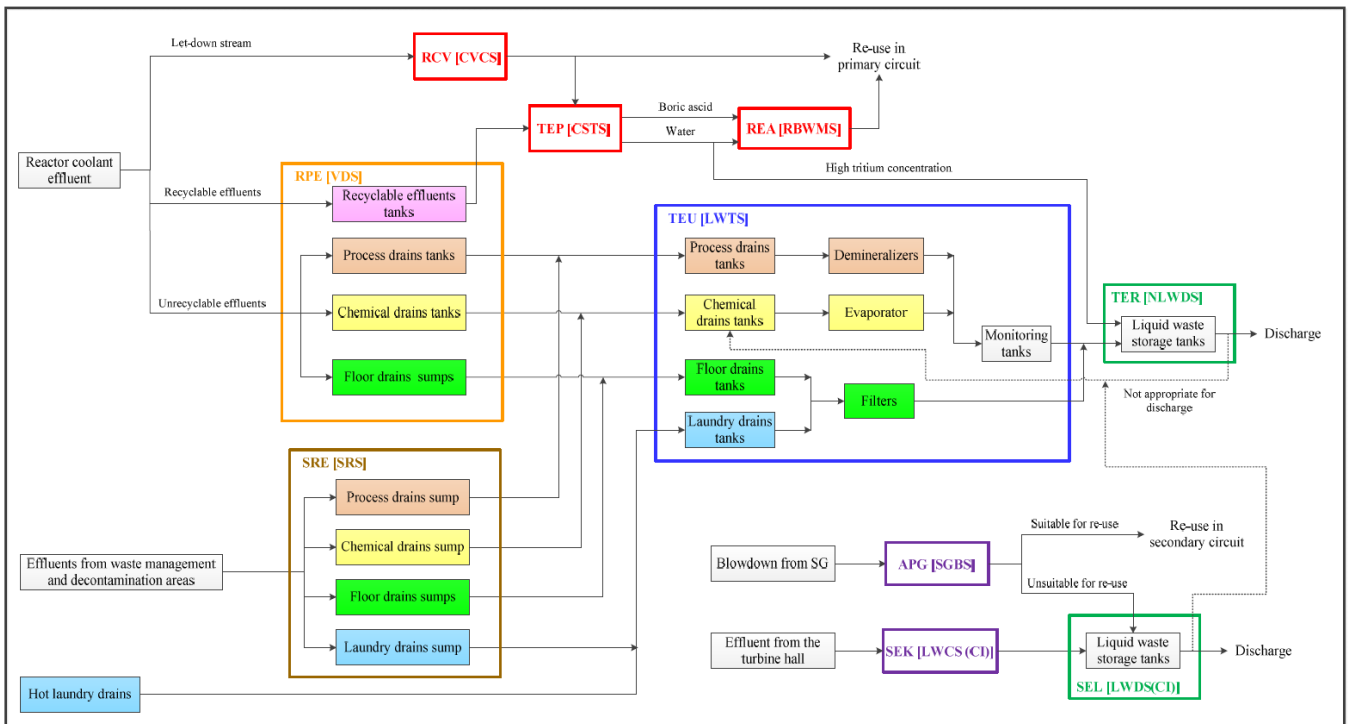 Let-down stream
RCV [CVCS]
Re-use in
primary circuit
TEP [CSTS]
Boric ascid
Water
REA [RBWMS]
High tritium concentration
Reactor coolant
effluent
Recyclable effluents
Unrecyclable effluents
RPE [VDS]
Recyclable effluents
tanks
Process drains tanks
Chemical drains tanks
Floor drains  sumps
TEU [LWTS]
Process drains
tanks
Demineralizers
Chemical
drains tanks
Evaporator
Monitoring
tanks
Floor drains
tanks
Filters
Laundry drains
tanks
TER [NLWDS]
Liquid waste
storage tanks
Discharge
Not appropriate for
discharge
SRE [SRS]
Process drains sump
Chemical drains sump
Floor drains sumps
Laundry drains sump
Effluents from waste management
and decontamination areas
Hot laundry drains
Blowdown from SG
APG [SGBS]
Suitable for re-use
Re-use in
secondary circuit
Unsuitable for re-use
Effluent from the
turbine hall
SEK [LWCS (CI)]
Liquid waste
storage tanks
SEL [LWDS(CI)]
Discharge